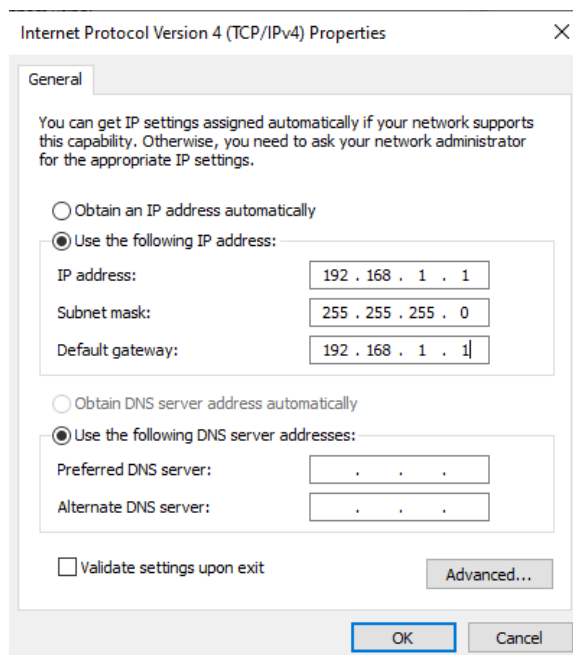 Internet Protocol Version 4 (TCP/IPv4) Properties
General
You can get IP settings assigned automatically if your network supports
this capability. Otherwise, you need to ask your network administrator
for the appropriate IP settings.
Obtain an IP address automatically
Use the following IP address:
IP address: 192 . 168 . 1 . 1
Subnet mask: 255 . 255 . 255 . 0
Default gateway: 192 . 168 . 1 . 1
Obtain DNS server address automatically
Use the following DNS server addresses:
Preferred DNS server: . . .
Alternate DNS server: . . .
Validate settings upon exit
Advanced...
OK Cancel